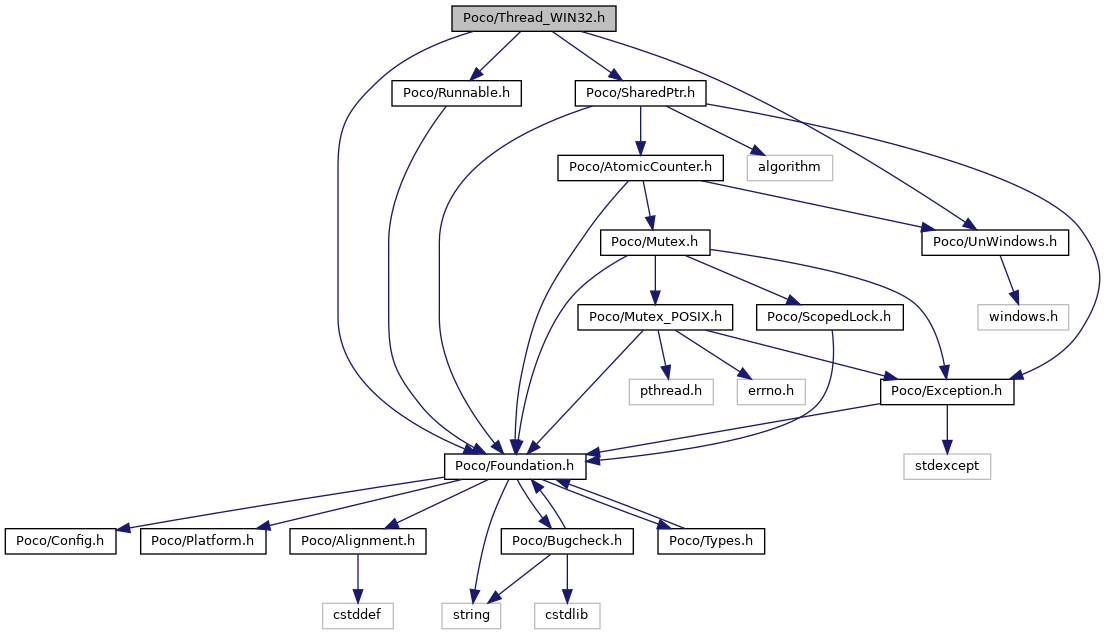 Poco/Thread_WIN32.h
Poco/Runnable.h
Poco/SharedPtr.h
Poco/AtomicCounter.h
algorithm
Poco/Mutex.h
Poco/UnWindows.h
Poco/Mutex_POSIX.h
Poco/ScopedLock.h
windows.h
pthread.h
errno.h
Poco/Exception.h
Poco/Foundation.h
stdexcept
Poco/Config.h
Poco/Platform.h
Poco/Alignment.h
Poco/Bugcheck.h
Poco/Types.h
cstddef
string
cstdlib